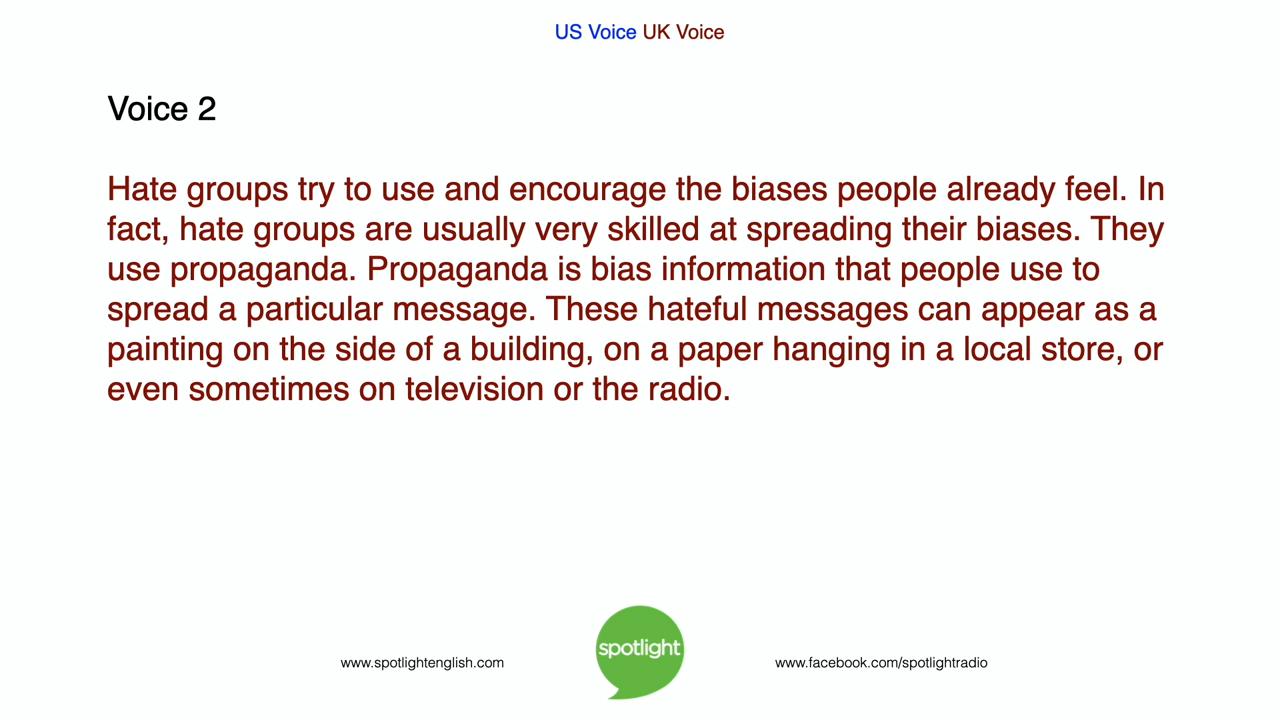 US Voice UK Voice
Voice 2
Hate groups try to use and encourage the biases people already feel. In
fact, hate groups are usually very skilled at spreading their biases. They
use propaganda. Propaganda is bias information that people use to
spread a particular message. These hateful messages can appear as a
painting on the side of a building, on a paper hanging in a local store, or
even sometimes on television or the radio.
www.spotlightenglish.com
spotlight
www.facebook.com/spotlightradio